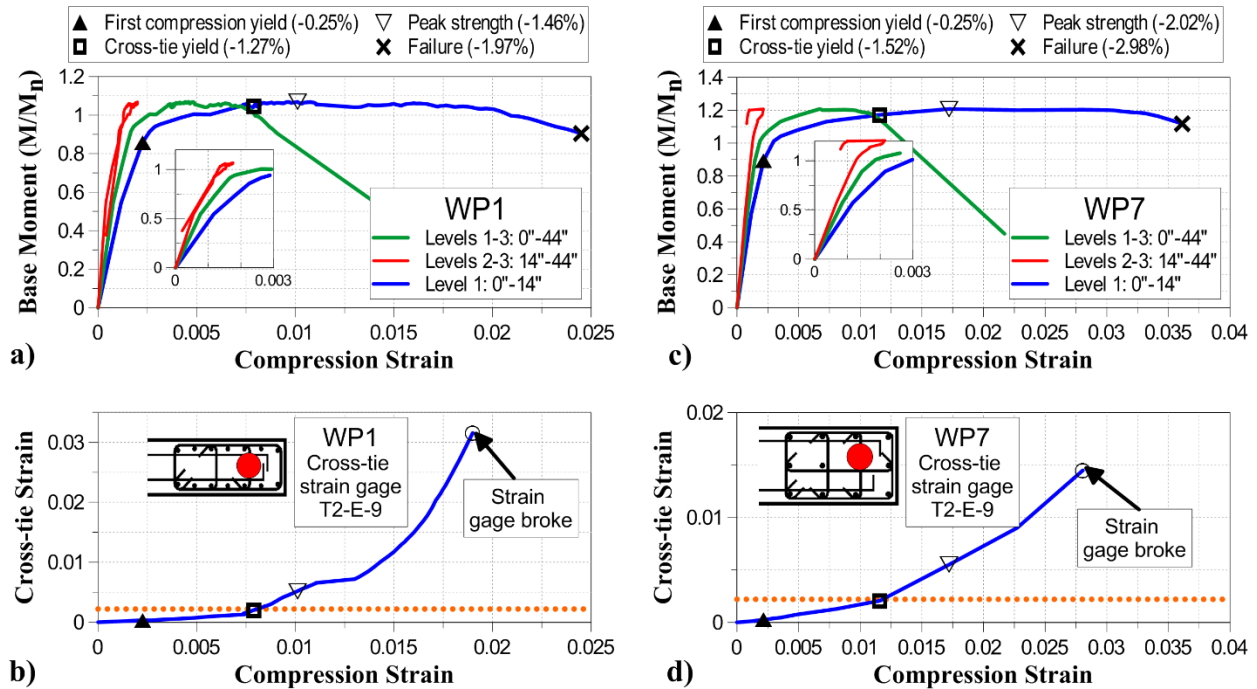 ▲ First compression yield (-0.25%) ▽ Peak strength (-1.46%)
□ Cross-tie yield (-1.27%) × Failure (-1.97%)
1.2
1
0.8
0.6
0.4
0.2
0
Base Moment (M/Mn)
1
0.5
0
0 0.003
WP1
Levels 1-3: 0"-44"
Levels 2-3: 14"-44"
Level 1: 0"-14"
0 0.005 0.01 0.015 0.02 0.025
Compression Strain
a)
▲ First compression yield (-0.25%) ▽ Peak strength (-2.02%)
□ Cross-tie yield (-1.52%) × Failure (-2.98%)
1.4
1.2
1
0.8
0.6
0.4
0.2
0
Base Moment (M/Mn)
1
0.5
0
0 0.003
WP7
Levels 1-3: 0"-44"
Levels 2-3: 14"-44"
Level 1: 0"-14"
0 0.005 0.01 0.015 0.02 0.025 0.03 0.035 0.04
Compression Strain
c)
0.03
0.02
0.01
0
Cross-tie Strain
WP1
Cross-tie
strain gage
T2-E-9
Strain
gage broke
0 0.005 0.01 0.015 0.02 0.025
Compression Strain
b)
0.02
0.01
0
Cross-tie Strain
WP7
Cross-tie
strain gage
T2-E-9
Strain
gage broke
0 0.005 0.01 0.015 0.02 0.025 0.03 0.035 0.04
Compression Strain
d)